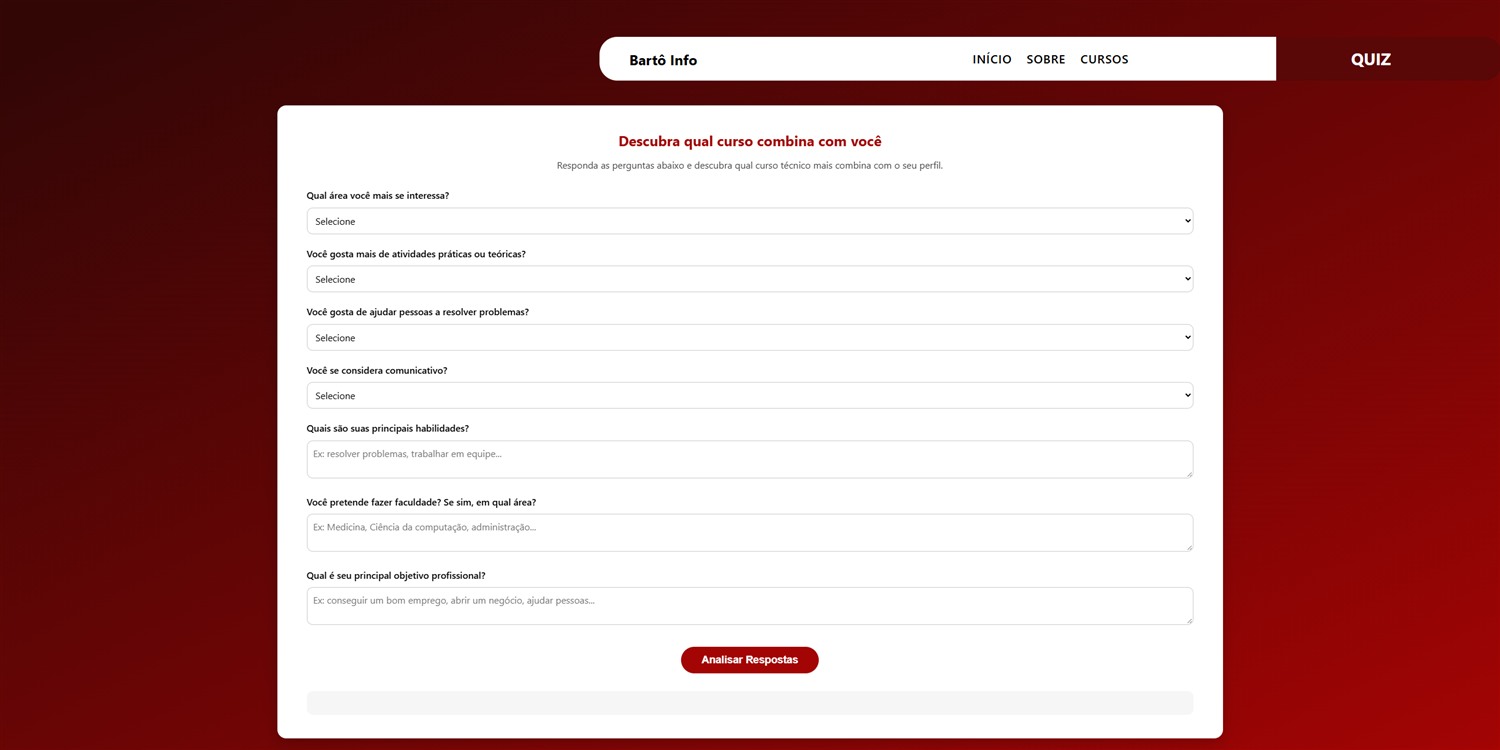 Bartô Info
INÍCIO SOBRE CURSOS
QUIZ
Descubra qual curso combina com você
Responda as perguntas abaixo e descubra qual curso técnico mais combina com o seu perfil.
Qual área você mais se interessa?
Selecione
Você gosta mais de atividades práticas ou teóricas?
Selecione
Você gosta de ajudar pessoas a resolver problemas?
Selecione
Você se considera comunicativo?
Selecione
Quais são suas principais habilidades?
Ex: resolver problemas, trabalhar em equipe...
Você pretende fazer faculdade? Se sim, em qual área?
Ex: Medicina, Ciência da computação, administração...
Qual é seu principal objetivo profissional?
Ex: conseguir um bom emprego, abrir um negócio, ajudar pessoas...
Analisar Respostas